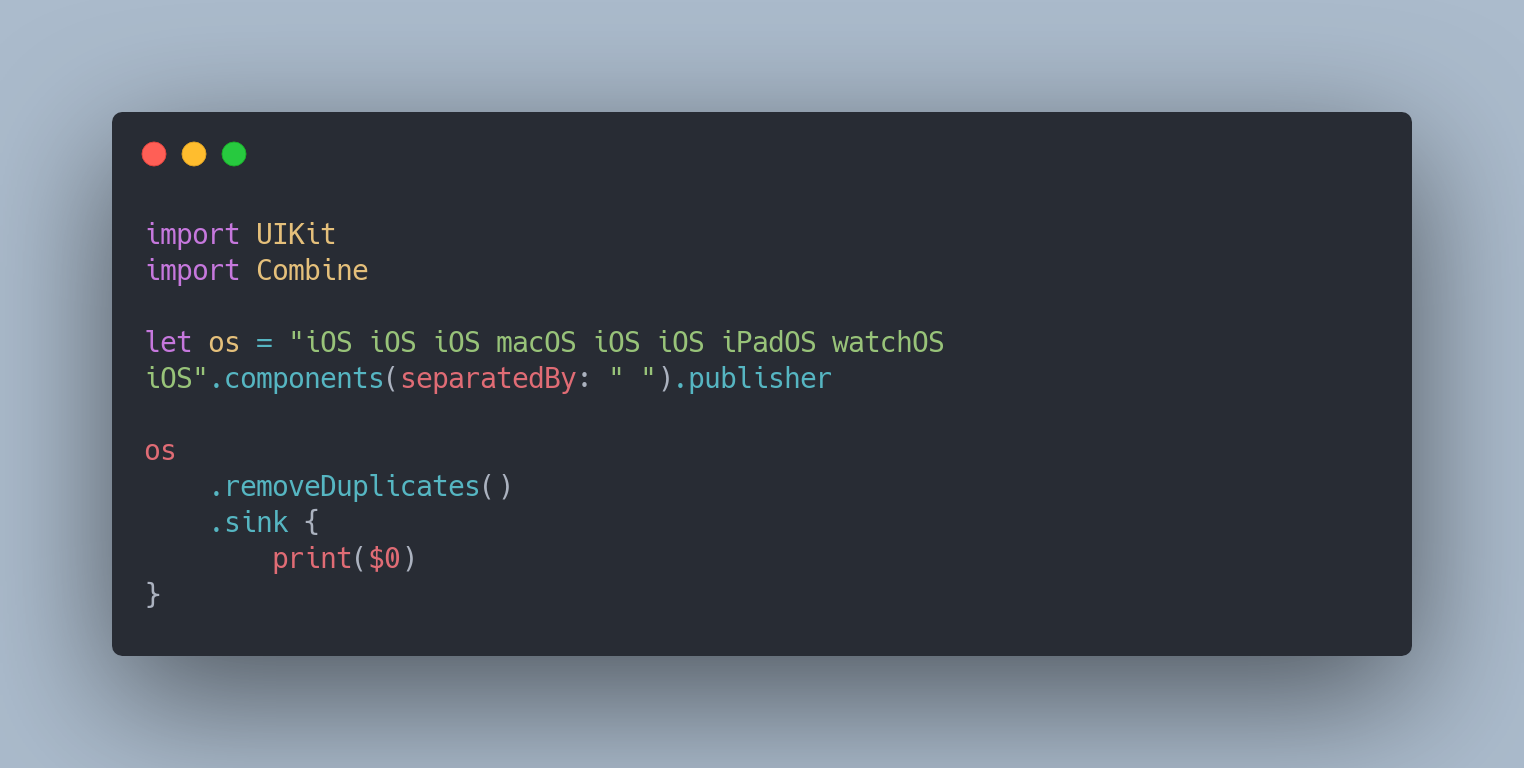 import UIKit
import Combine

let os = "iOS iOS iOS macOS iOS iOS iPadOS watchOS
iOS".components(separatedBy: " ").publisher

os
    .removeDuplicates()
    .sink {
        print($0)
}